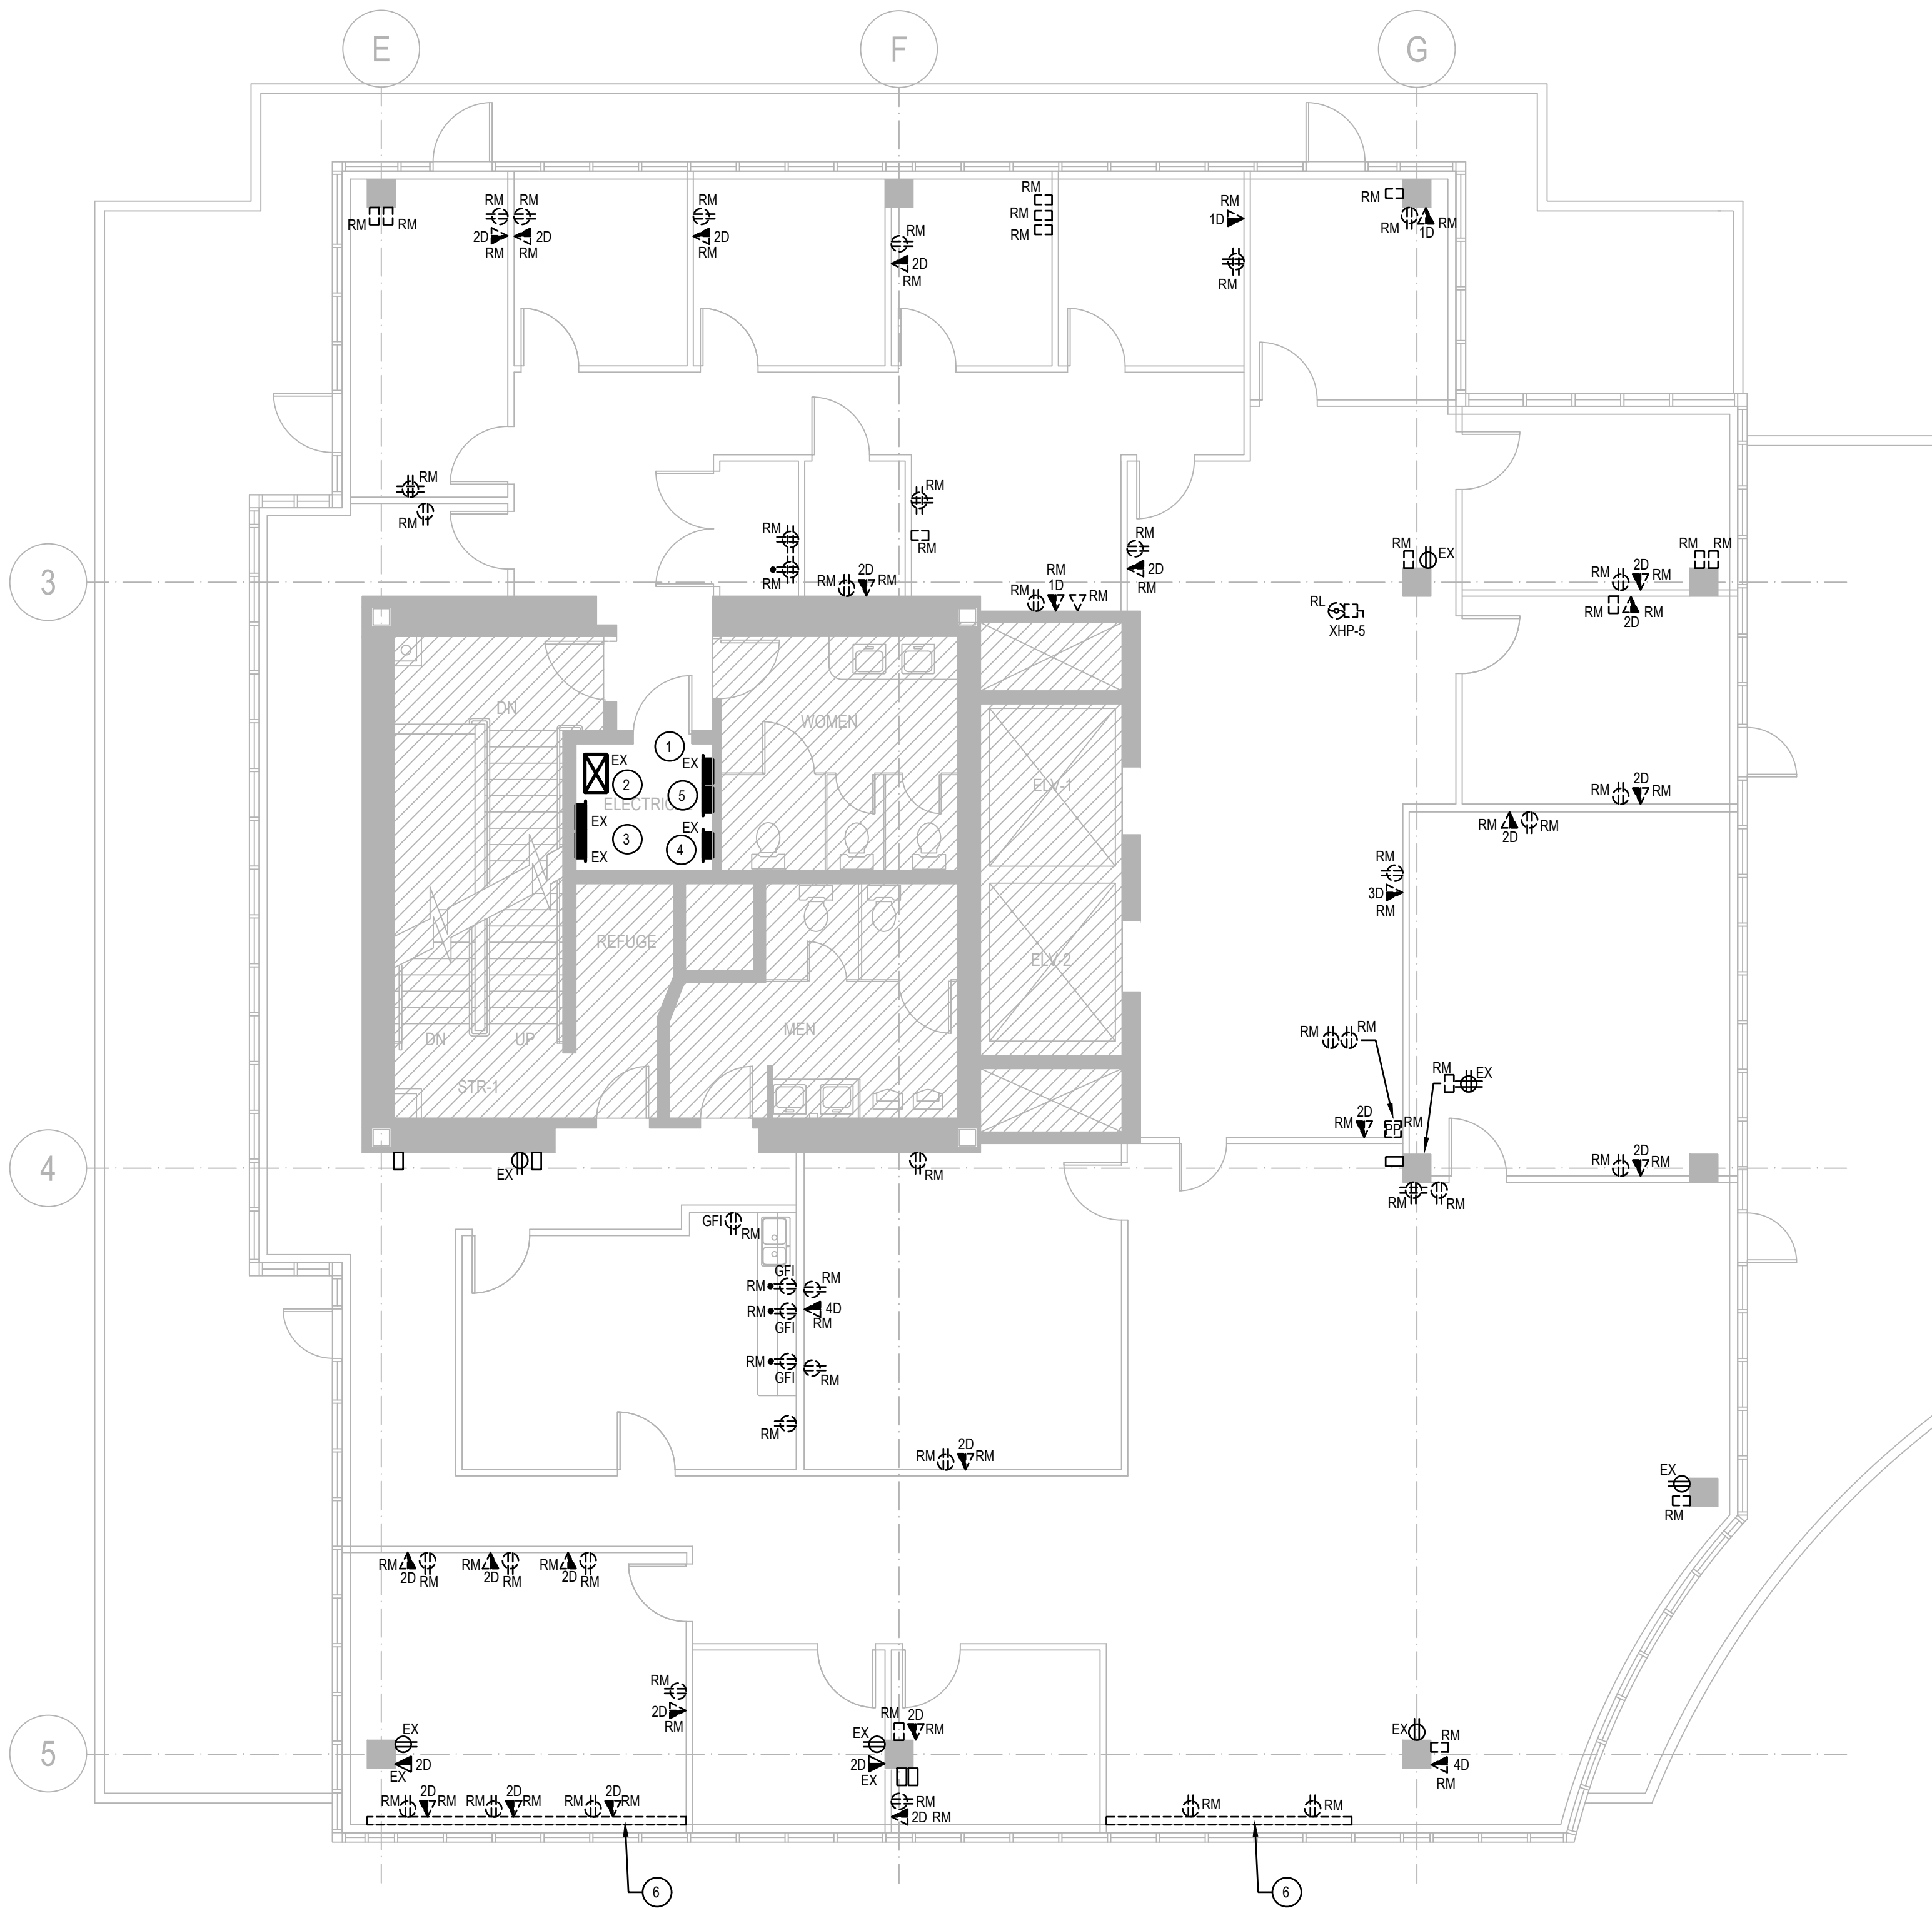 E F G
RM RM RM RM RM
RM RM RM
RM RM 2D 2D 2D RM 1D RM 1D RM
RM RM RM 2D RM RM
RM RM
RM RM
RM RM RM
RM RM RM
RM EX RM RM
3 RM 2D RM RM RM 1D RM 2D RM RM 2D RM
RL RM 2D RM
XHP-5
DN WOMEN
1
EX EX
2 5 ELV-1 RM 2D RM
ELECTRIC
EX EX RM 2D RM
3 4
EX RM
3D RM
REFUGE
ELV-2
DN UP MEN RM RM
RM EX
STR-1
2D RM FP RM
4 EX RM RM 2D RM
RM RM
GFI RM
GFI RM
RM
RM 4D
GFI RM
RM
GFI RM
RM
RM 2D RM
EX
RM
RM 2D RM RM 2D RM RM 2D RM
RM
2D RM
EX EX RM 2D RM EX RM
5 2D EX 2D EX 4D RM
RM 2D RM RM 2D RM RM 2D RM RM RM RM
2D RM
6 6